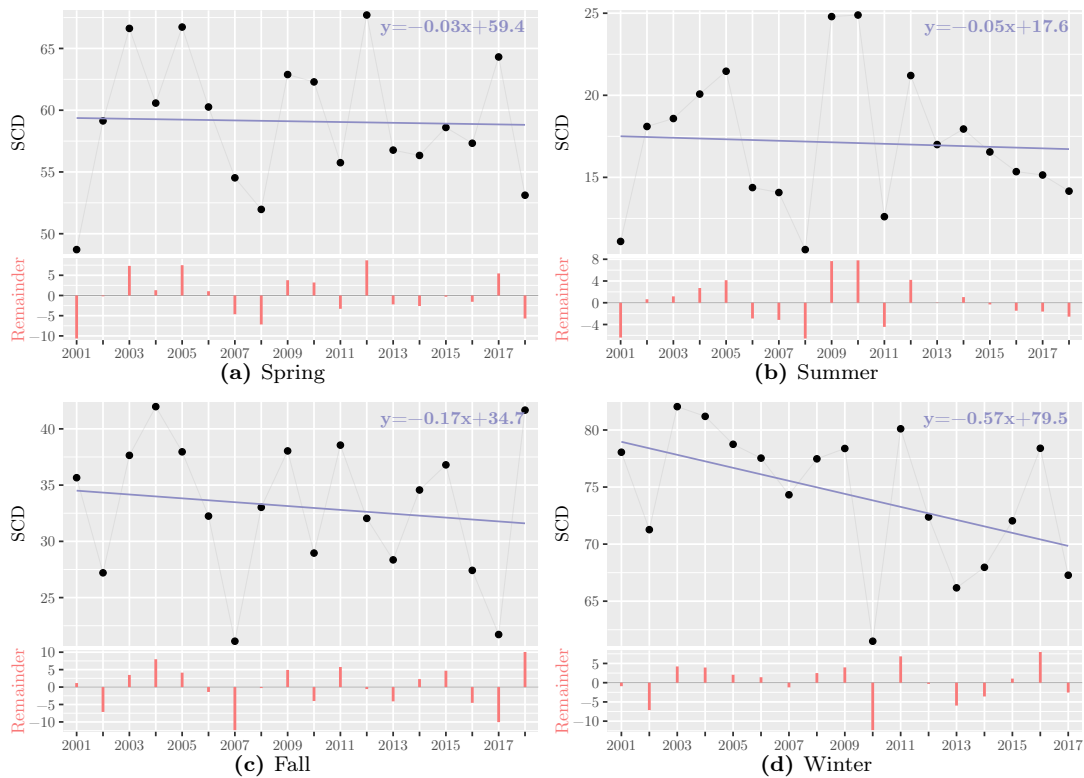 y=−0.03x+59.4
65
60
55
50
SCD
5
0
−5
−10
Remainder
2001 2003 2005 2007 2009 2011 2013 2015 2017
(a) Spring
y=−0.05x+17.6
25
20
15
SCD
8
4
0
−4
Remainder
2001 2003 2005 2007 2009 2011 2013 2015 2017
(b) Summer
y=−0.17x+34.7
40
35
30
25
SCD
10
5
0
−5
−10
Remainder
2001 2003 2005 2007 2009 2011 2013 2015 2017
(c) Fall
y=−0.57x+79.5
80
75
70
65
SCD
5
0
−5
−10
Remainder
2001 2003 2005 2007 2009 2011 2013 2015 2017
(d) Winter